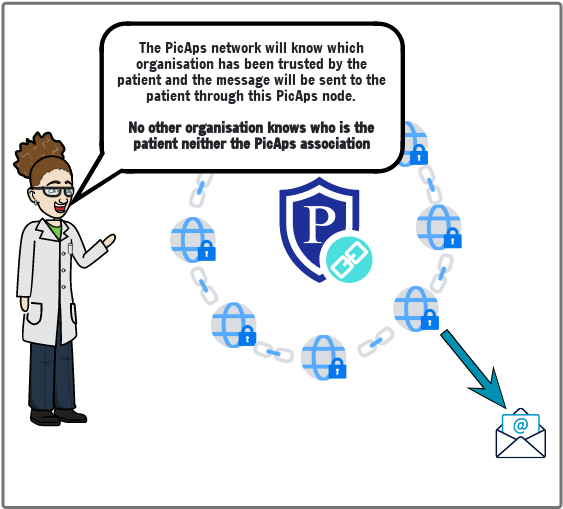 The PicAps network will know which
organisation has been trusted by the
patient and the message will be sent to the
patient through this PicAps node.
No other organisation knows who is the
patient neither the PicAps association
P
@